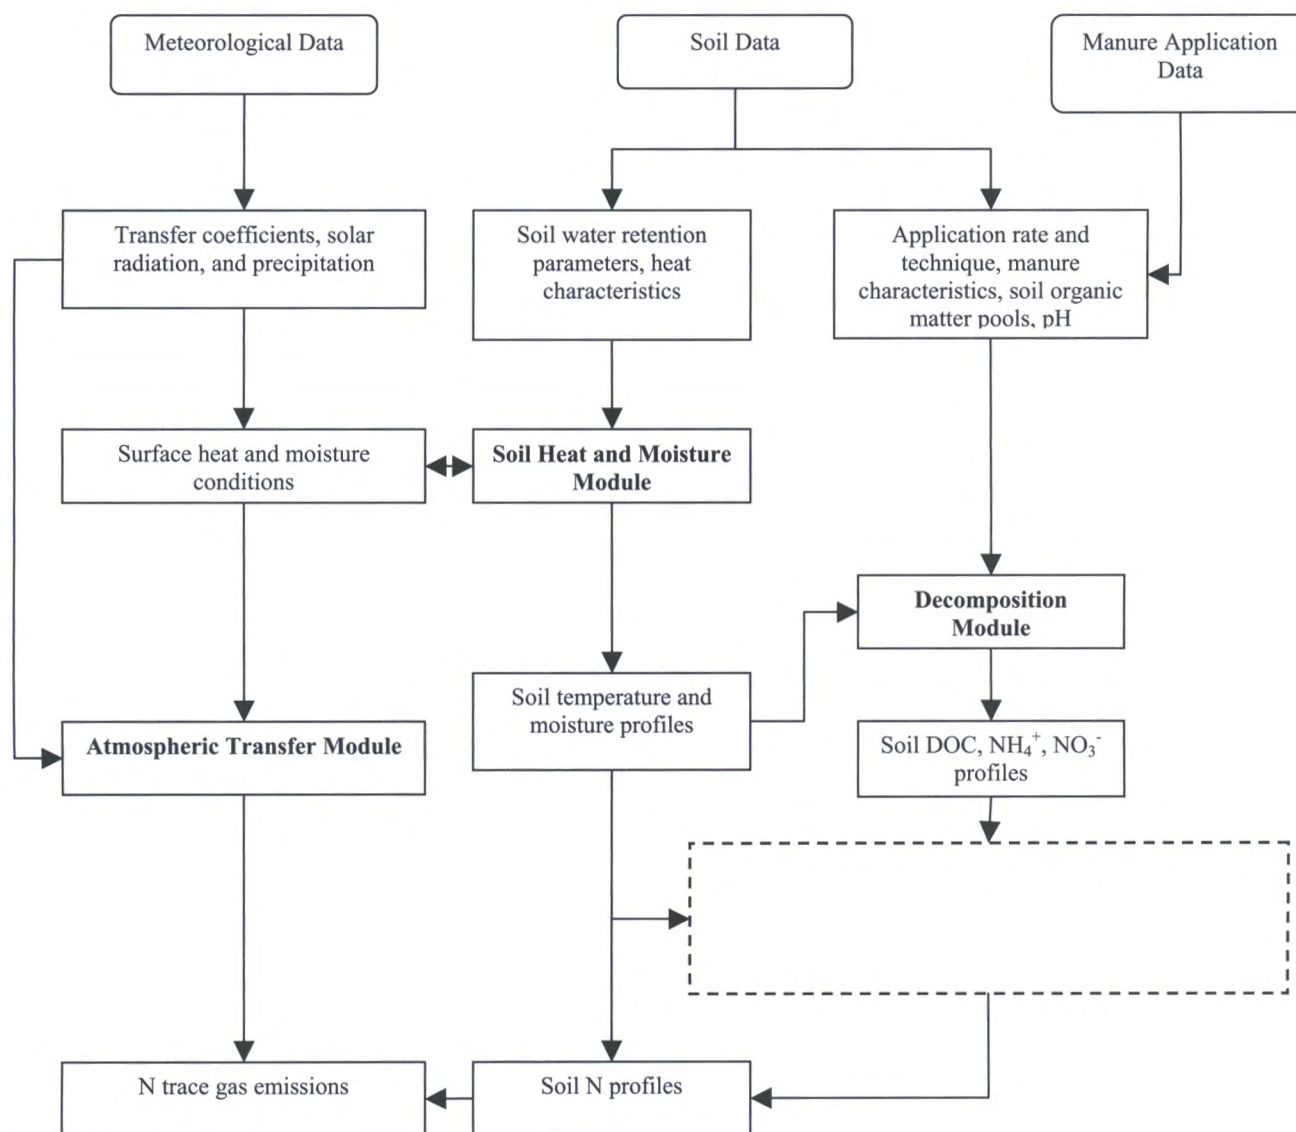 Meteorological Data
Soil Data
Manure Application
Data
Transfer coefficients, solar
radiation, and precipitation
Soil water retention
parameters, heat
characteristics
Application rate and
technique, manure
characteristics, soil organic
matter pools, pH
Surface heat and moisture
conditions
Soil Heat and Moisture
Module
Decomposition
Module
Soil temperature and
moisture profiles
Atmospheric Transfer Module
Soil DOC, NH₄⁺, NO₃⁻
profiles
N trace gas emissions
Soil N profiles